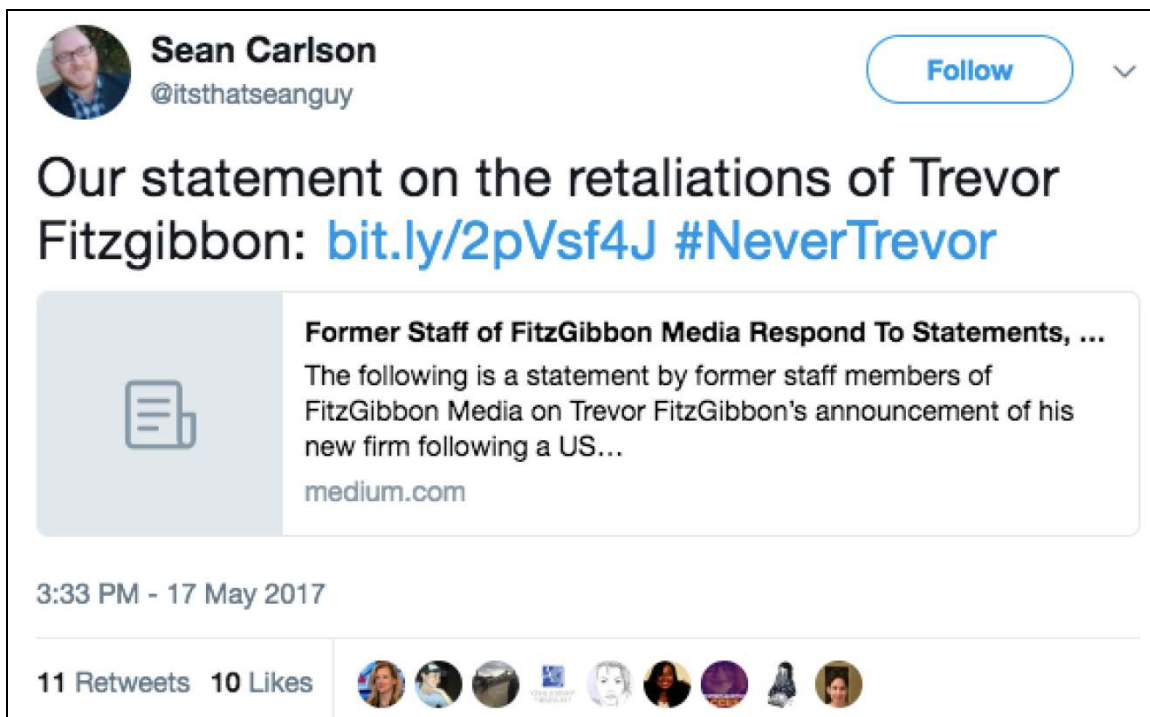 Sean Carlson
@itsthatseanguy
Follow
Our statement on the retaliations of Trevor
Fitzgibbon: bit.ly/2pVsf4J #NeverTrevor
Former Staff of FitzGibbon Media Respond To Statements, ...
The following is a statement by former staff members of
FitzGibbon Media on Trevor FitzGibbon's announcement of his
new firm following a US...
medium.com
3:33 PM - 17 May 2017
11 Retweets 10 Likes